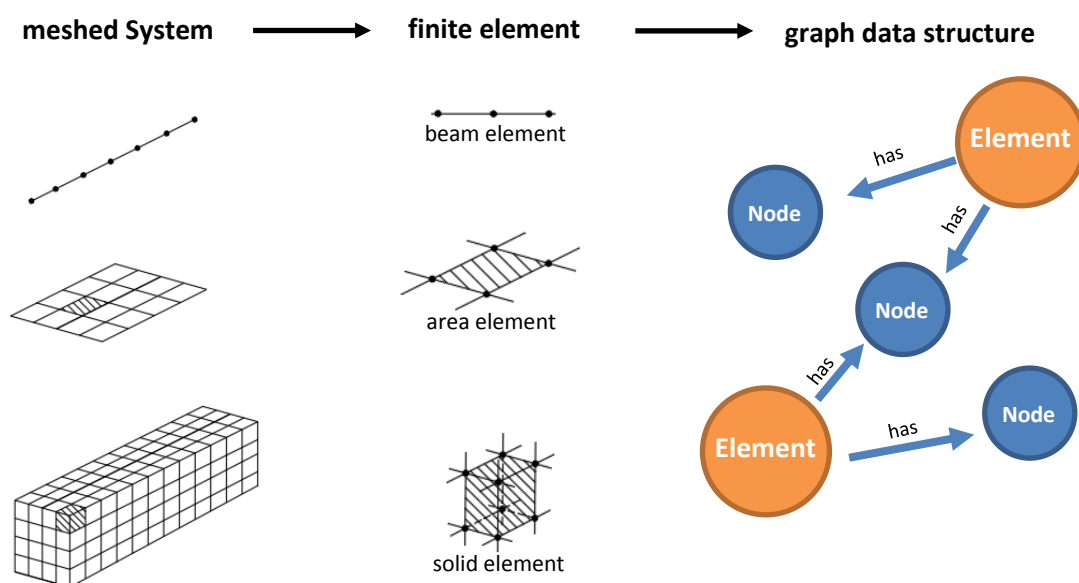 meshed System
finite element
graph data structure
beam element
area element
solid element
Element
has
Node
has
Node
has
Node
Element
has